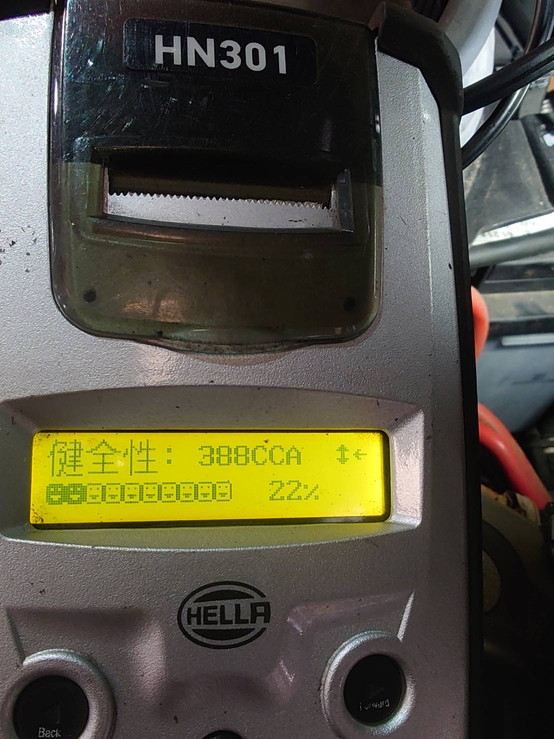 HN301
健全性: 388CCA ↕←
22%
HELLA
Back
Forward